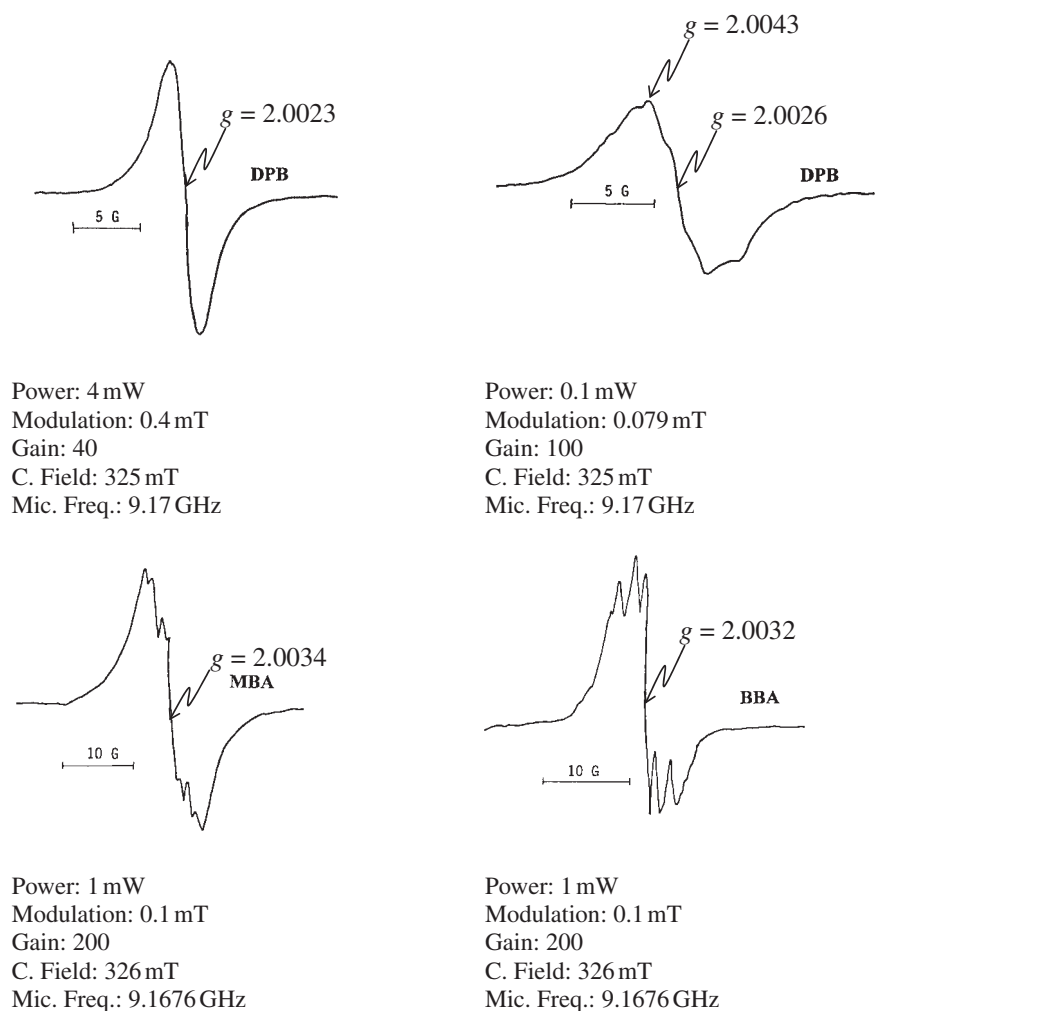 g = 2.0023
DPB
5 G
Power: 4 mW
Modulation: 0.4 mT
Gain: 40
C. Field: 325 mT
Mic. Freq.: 9.17 GHz
g = 2.0043
g = 2.0026
DPB
5 G
Power: 0.1 mW
Modulation: 0.079 mT
Gain: 100
C. Field: 325 mT
Mic. Freq.: 9.17 GHz
g = 2.0034
MBA
10 G
Power: 1 mW
Modulation: 0.1 mT
Gain: 200
C. Field: 326 mT
Mic. Freq.: 9.1676 GHz
g = 2.0032
BBA
10 G
Power: 1 mW
Modulation: 0.1 mT
Gain: 200
C. Field: 326 mT
Mic. Freq.: 9.1676 GHz